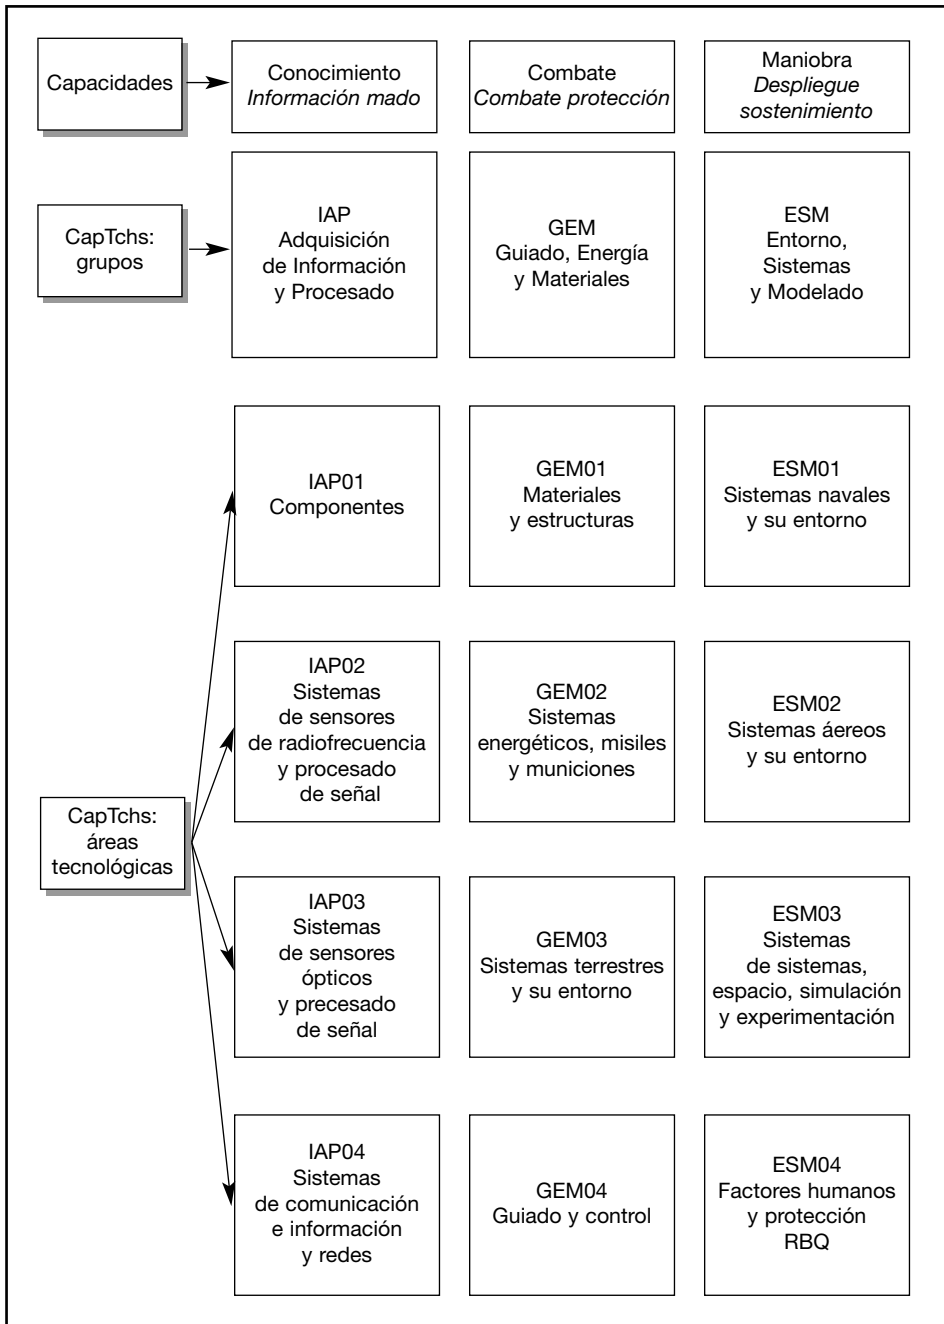 Capacidades
Conocimiento
Información mado
Combate
Combate protección
Maniobra
Despliegue
sostenimiento
CapTchs:
grupos
IAP
Adquisición
de Información
y Procesado
GEM
Guiado, Energía
y Materiales
ESM
Entorno,
Sistemas
y Modelado
IAP01
Componentes
GEM01
Materiales
y estructuras
ESM01
Sistemas navales
y su entorno
CapTchs:
áreas
tecnológicas
IAP02
Sistemas
de sensores
de radiofrecuencia
y procesado
de señal
GEM02
Sistemas
energéticos, misiles
y municiones
ESM02
Sistemas áereos
y su entorno
IAP03
Sistemas
de sensores
ópticos
y precesado
de señal
GEM03
Sistemas terrestres
y su entorno
ESM03
Sistemas
de sistemas,
espacio, simulación
y experimentación
IAP04
Sistemas
de comunicación
e información
y redes
GEM04
Guiado y control
ESM04
Factores humanos
y protección
RBQ